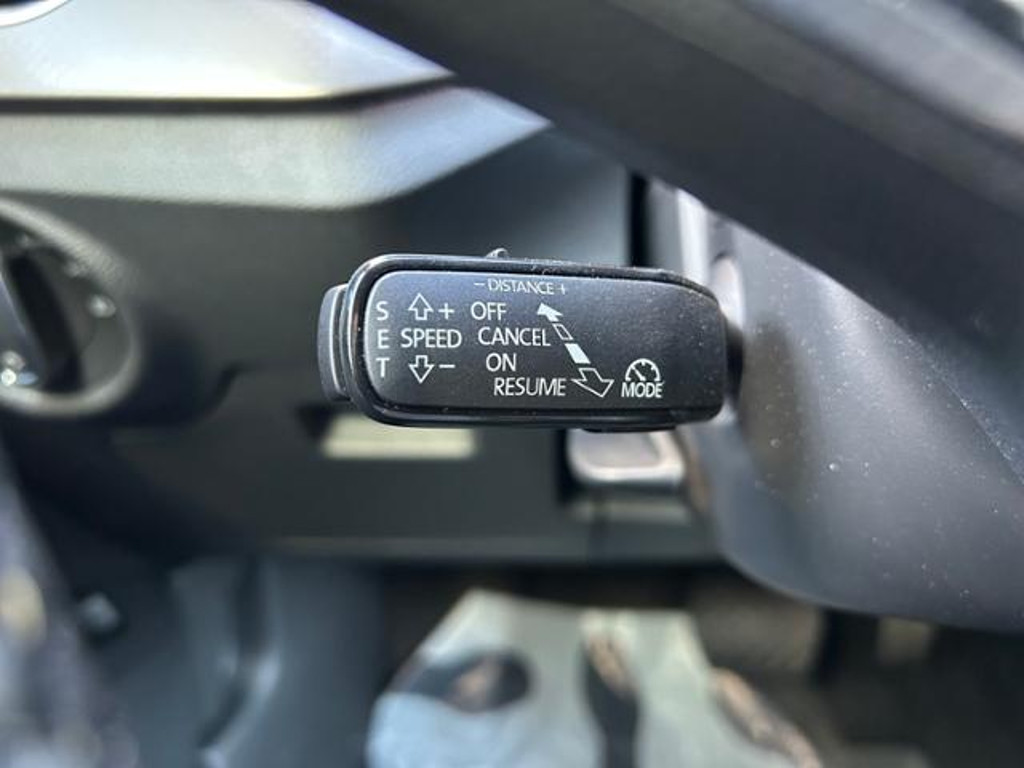 - DISTANCE +
S E T
+ OFF
SPEED CANCEL
- ON
RESUME MODE